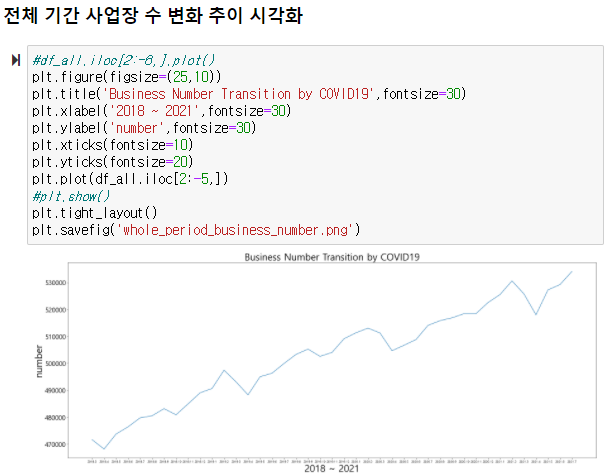 전체 기간 사업장 수 변화 추이 시각화
#df_all.iloc[2:-6,].plot()
plt.figure(figsize=(25,10))
plt.title('Business Number Transition by COVID19',fontsize=30)
plt.xlabel('2018 ~ 2021',fontsize=30)
plt.ylabel('number',fontsize=30)
plt.xticks(fontsize=10)
plt.yticks(fontsize=20)
plt.plot(df_all.iloc[2:-5,])
#plt.show()
plt.tight_layout()
plt.savefig('whole_period_business_number.png')
Business Number Transition by COVID19
530000
520000
510000
number
500000
490000
480000
470000
2018 ~ 2021